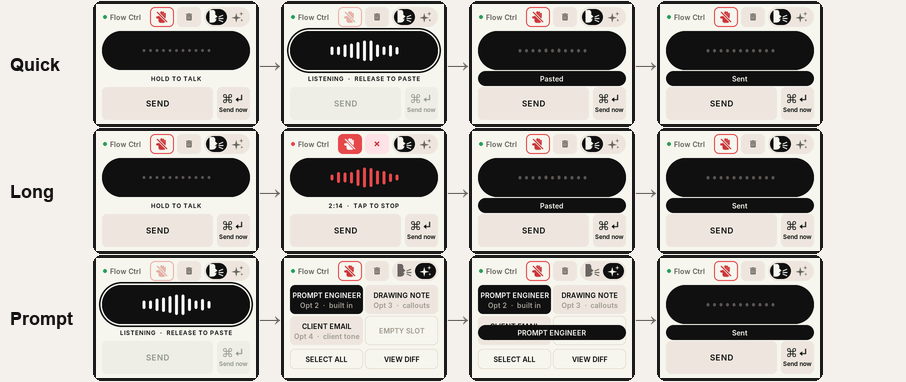 Quick
Flow Ctrl
HOLD TO TALK
SEND
⌘ ↵
Send now
Flow Ctrl
LISTENING · RELEASE TO PASTE
SEND
⌘ ↵
Send now
Flow Ctrl
Pasted
SEND
⌘ ↵
Send now
Flow Ctrl
Sent
SEND
⌘ ↵
Send now
Long
Flow Ctrl
HOLD TO TALK
SEND
⌘ ↵
Send now
Flow Ctrl
2:14 · TAP TO STOP
SEND
⌘ ↵
Send now
Flow Ctrl
Pasted
SEND
⌘ ↵
Send now
Flow Ctrl
Sent
SEND
⌘ ↵
Send now
Prompt
Flow Ctrl
LISTENING · RELEASE TO PASTE
SEND
⌘ ↵
Send now
Flow Ctrl
PROMPT ENGINEER
Opt 2 · built in
DRAWING NOTE
Opt 3 · callouts
CLIENT EMAIL
Opt 4 · client tone
EMPTY SLOT
SELECT ALL
VIEW DIFF
Flow Ctrl
PROMPT ENGINEER
Opt 2 · built in
DRAWING NOTE
Opt 3 · callouts
PROMPT ENGINEER
SELECT ALL
VIEW DIFF
Flow Ctrl
Sent
SEND
⌘ ↵
Send now